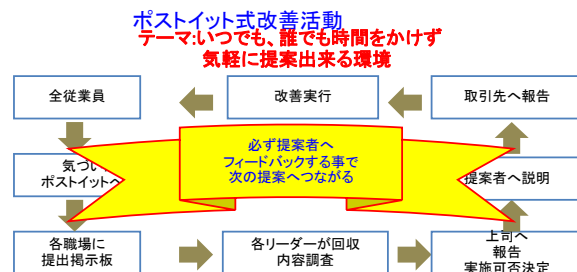 ポストイット式改善活動
テーマ:いつでも、誰でも時間をかけず
気軽に提案出来る環境
全従業員
改善実行
取引先へ報告
必ず提案者へ
フィードバックする事で
次の提案へつながる
気づい
ポストイットへ
提案者へ説明
各職場に
提出掲示板
各リーダーが回収
内容調査
上司へ
報告
実施可否決定